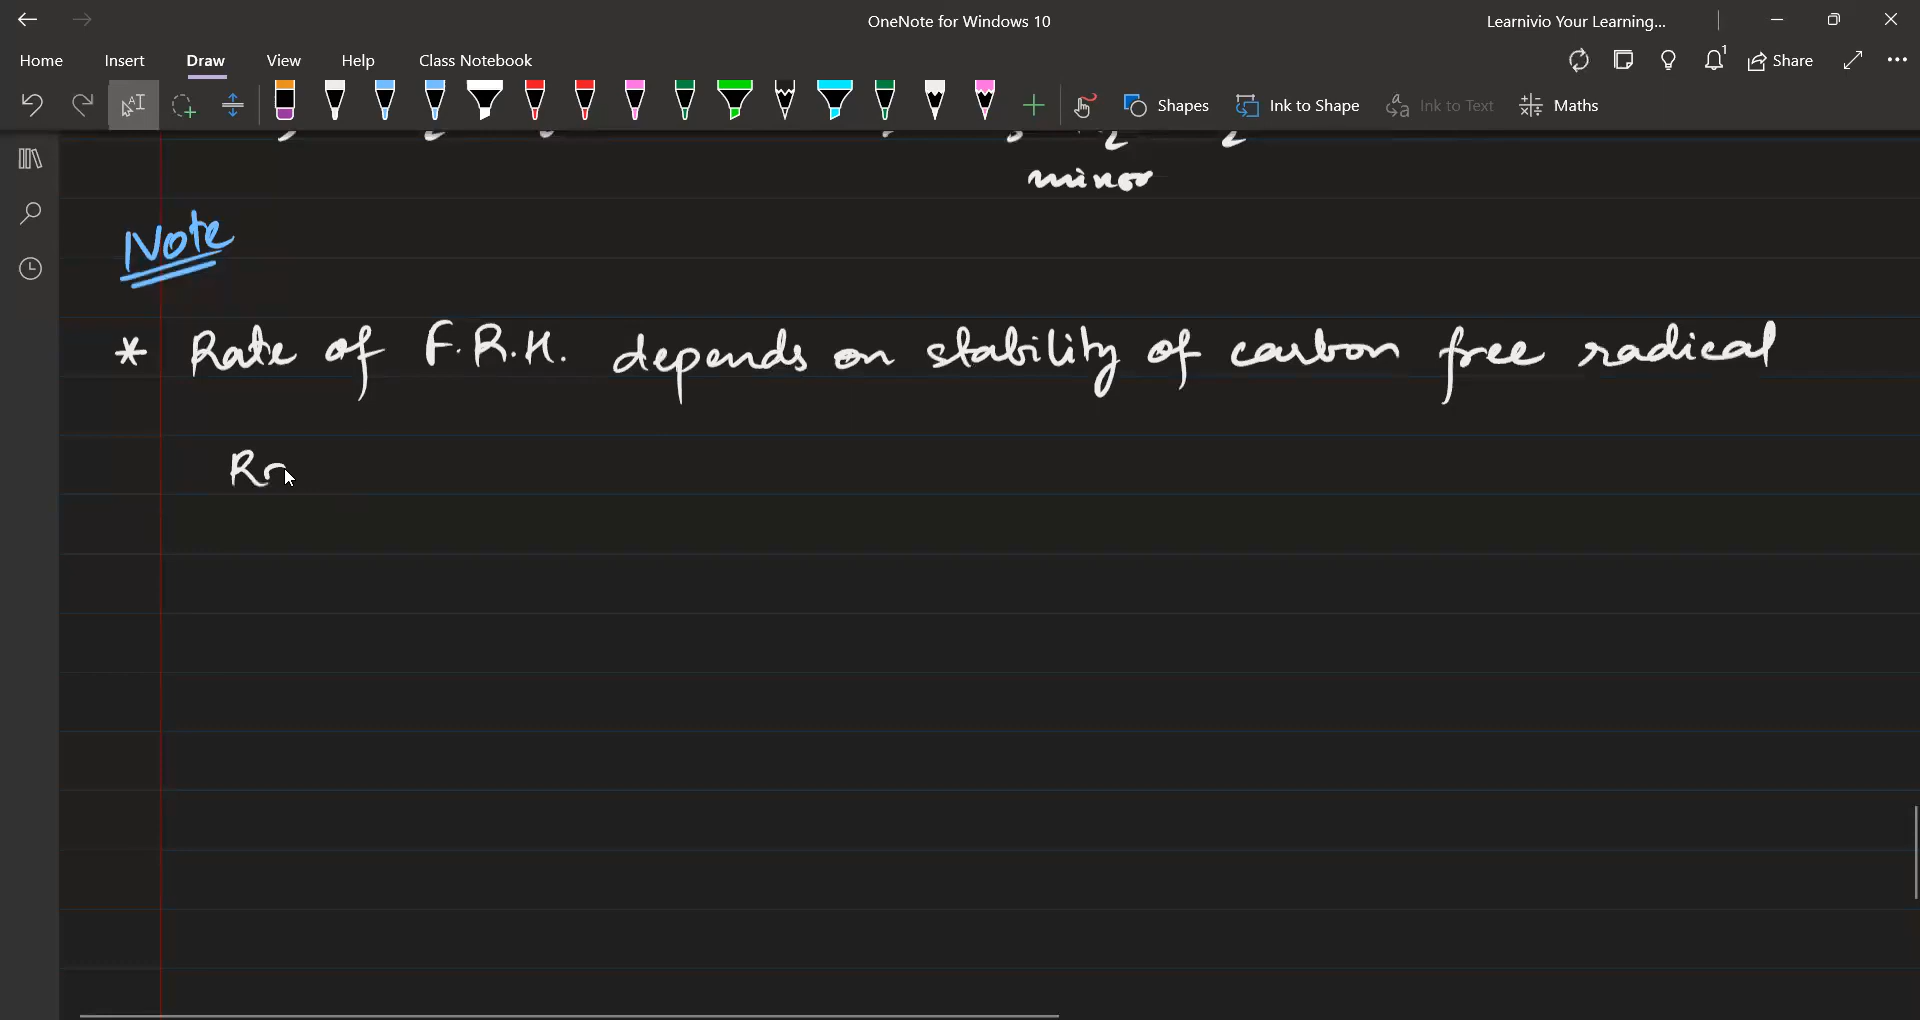 OneNote for Windows 10
Learnivio Your Learning...
Home Insert Draw View Help Class Notebook
1 Share
Shapes Ink to Shape Ink to Text Maths
minor
Note
* Rate of F.R.H. depends on stability of carbon free radical